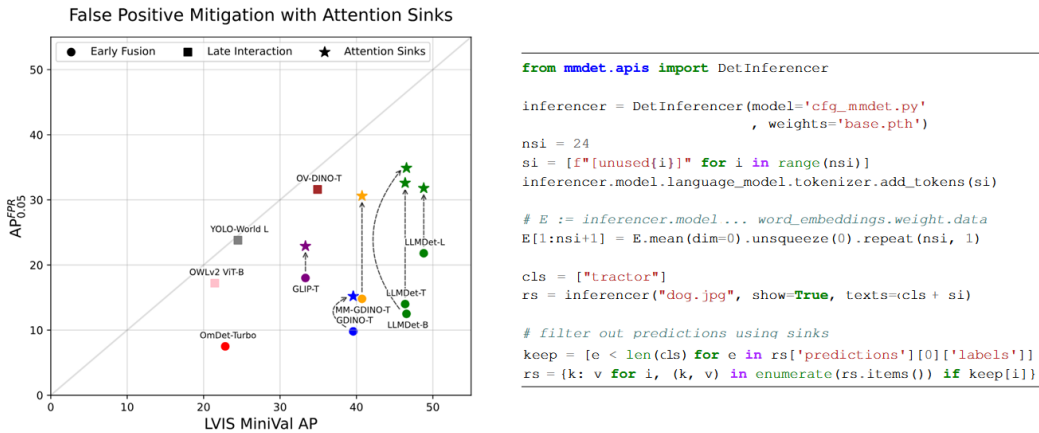 False Positive Mitigation with Attention Sinks
Early Fusion
Late Interaction
Attention Sinks
50
40
30
20
10
0
AP^{FPR}_{0.05}
OV-DINO-T
YOLO-World L
OWLv2 ViT-B
OmDet-Turbo
GLIP-T
MM-GDINO-T
GDINO-T
LLMDet-L
LLMDet-T
LLMDet-B
0
10
20
30
40
50
LVIS MiniVal AP
from mmdet.apis import DetInferencer
inferencer = DetInferencer(model='cfg_mmdet.py'
, weights='base.pth')
nsi = 24
si = [f"[unused{i}]" for i in range(nsi)]
inferencer.model.language_model.tokenizer.add_tokens(si)
# E := inferencer.model ... word_embeddings.weight.data
E[1:nsi+1] = E.mean(dim=0).unsqueeze(0).repeat(nsi, 1)
cls = ["tractor"]
rs = inferencer("dog.jpg", show=True, texts=cls + si)
# filter out predictions using sinks
keep = [e < len(cls) for e in rs['predictions'][0]['labels']]
rs = {k: v for i, (k, v) in enumerate(rs.items()) if keep[i]}